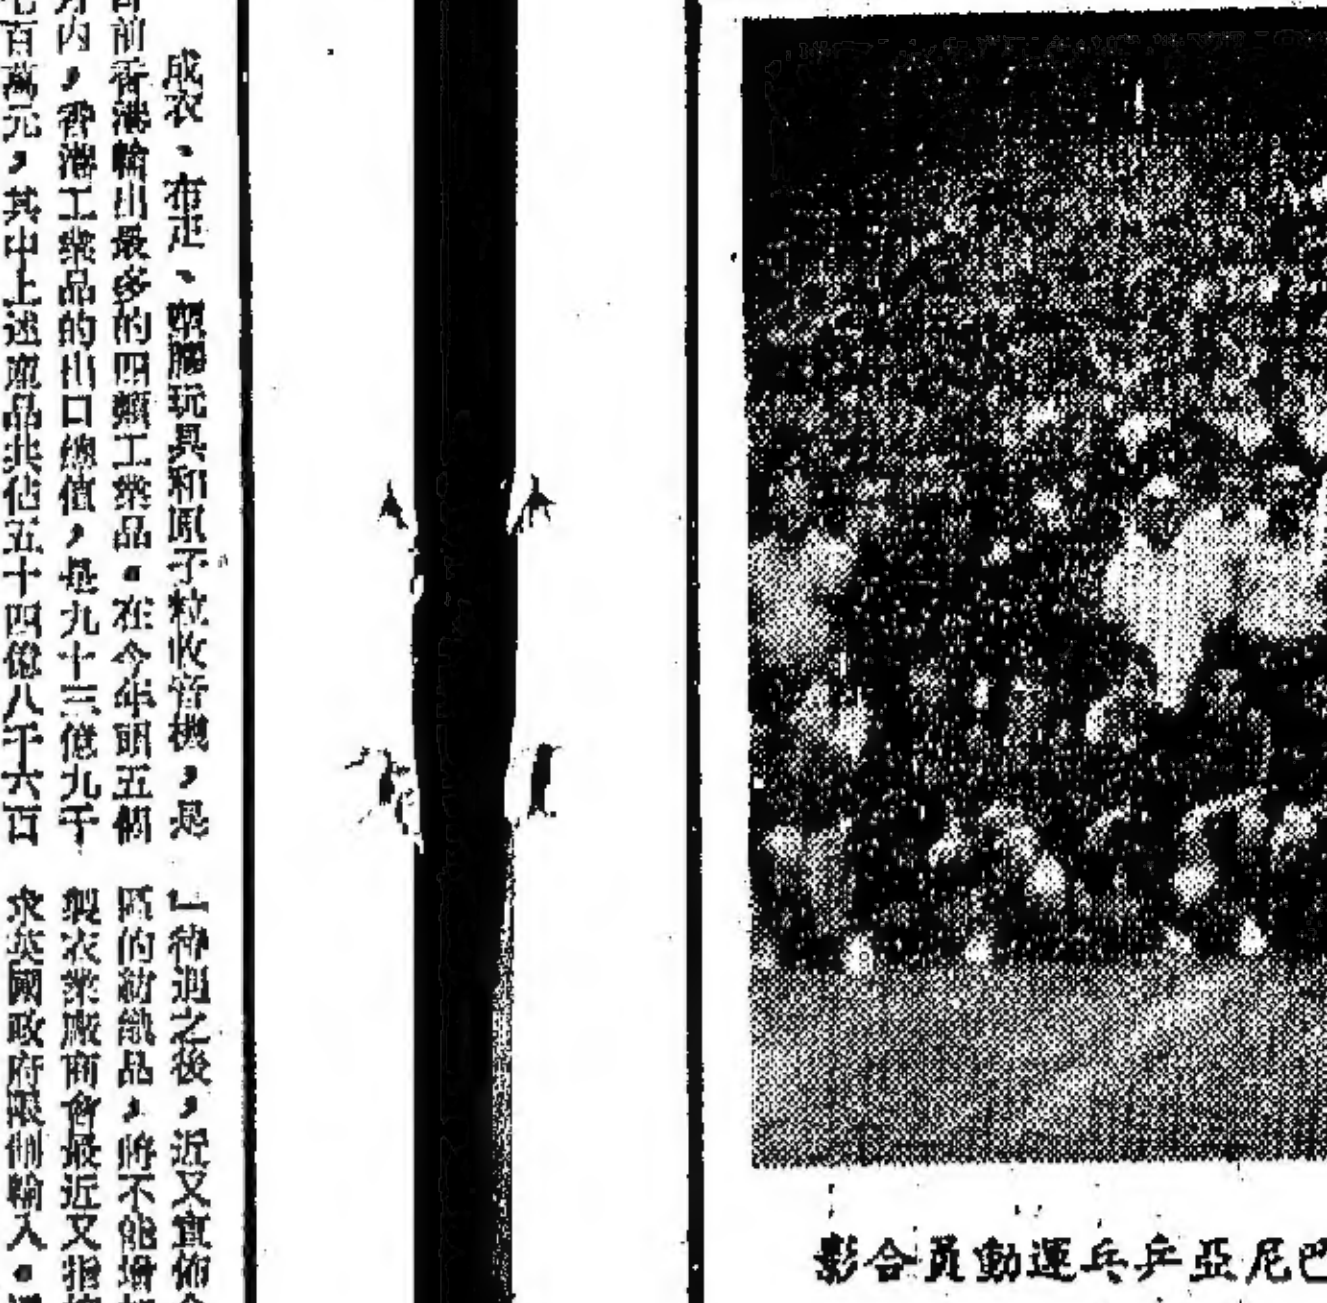 成衣、布疋、塑膠玩具和原子粒收音機,是
前香港輸出最多的四類工業品。在今年頭五個
月內,香港工業品的出口總值,是九十三億九千
七百萬元,其中上述產品共佔五十四億八千六百
之後,近又宣佈
區的紡織品,將不能增
製衣業廠商會最近又指
求英國政府限制輸入。
巴尼亞乒乓運動員合影